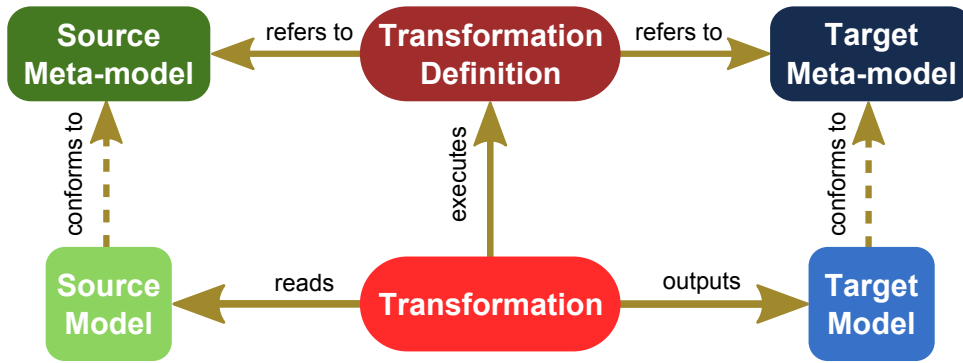 Source
Meta-model
refers to
Transformation
Definition
refers to
Target
Meta-model
conforms to
executes
conforms to
Source
Model
reads
Transformation
outputs
Target
Model